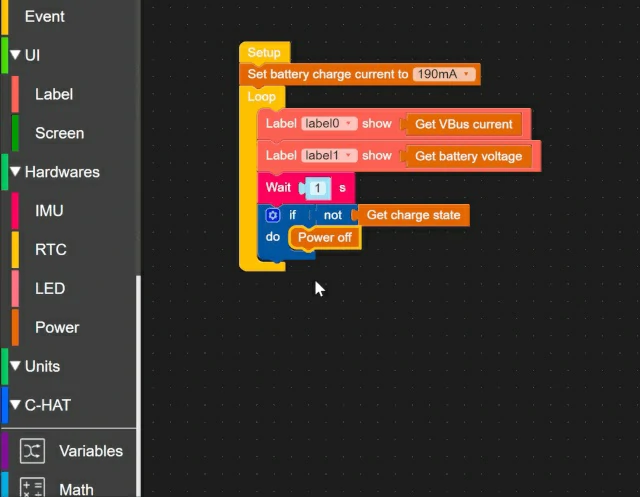 Event
UI
Label
Screen
Hardwares
IMU
RTC
LED
Power
Units
C-HAT
Variables
Math
Setup
Set battery charge current to 190mA
Loop
Label label0 show Get VBus current
Label label1 show Get battery voltage
Wait 1 s
if not Get charge state
do Power off